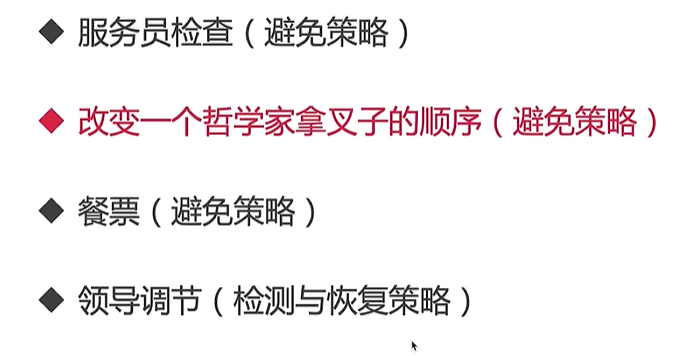 服务员检查（避免策略）
改变一个哲学家拿叉子的顺序（避免策略）
餐票（避免策略）
领导调节（检测与恢复策略）